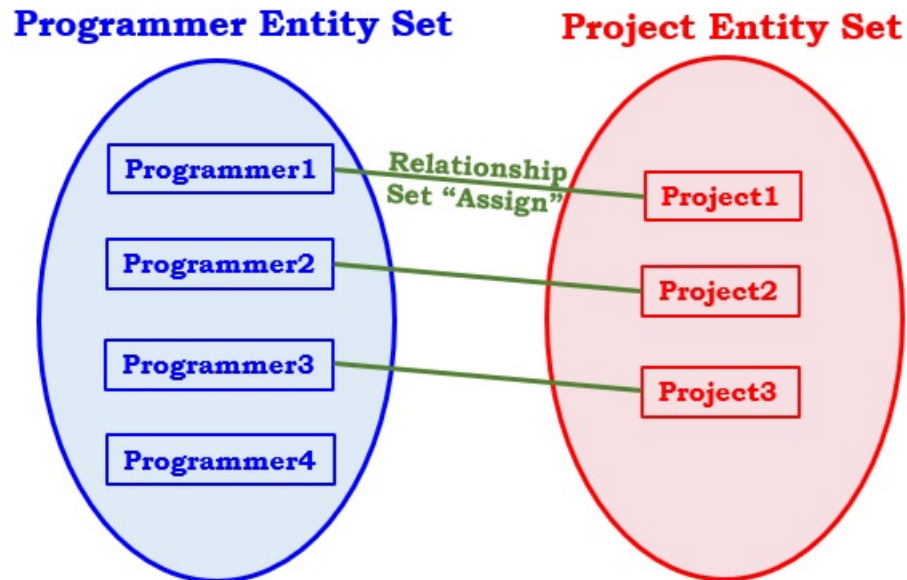 Programmer Entity Set
Project Entity Set
Programmer1
Relationship
Set “Assign”
Project1
Programmer2
Project2
Programmer3
Project3
Programmer4